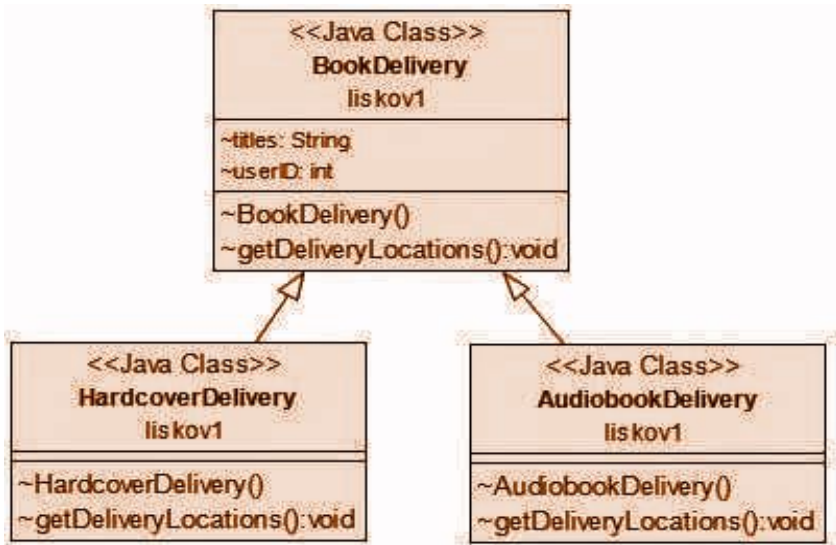 <<Java Class>>
BookDelivery
liskov1
~titles: String
~userID: int
~BookDelivery()
~getDeliveryLocations():void
<<Java Class>>
HardcoverDelivery
liskov1
~HardcoverDelivery()
~getDeliveryLocations():void
<<Java Class>>
AudiobookDelivery
liskov1
~AudiobookDelivery()
~getDeliveryLocations():void